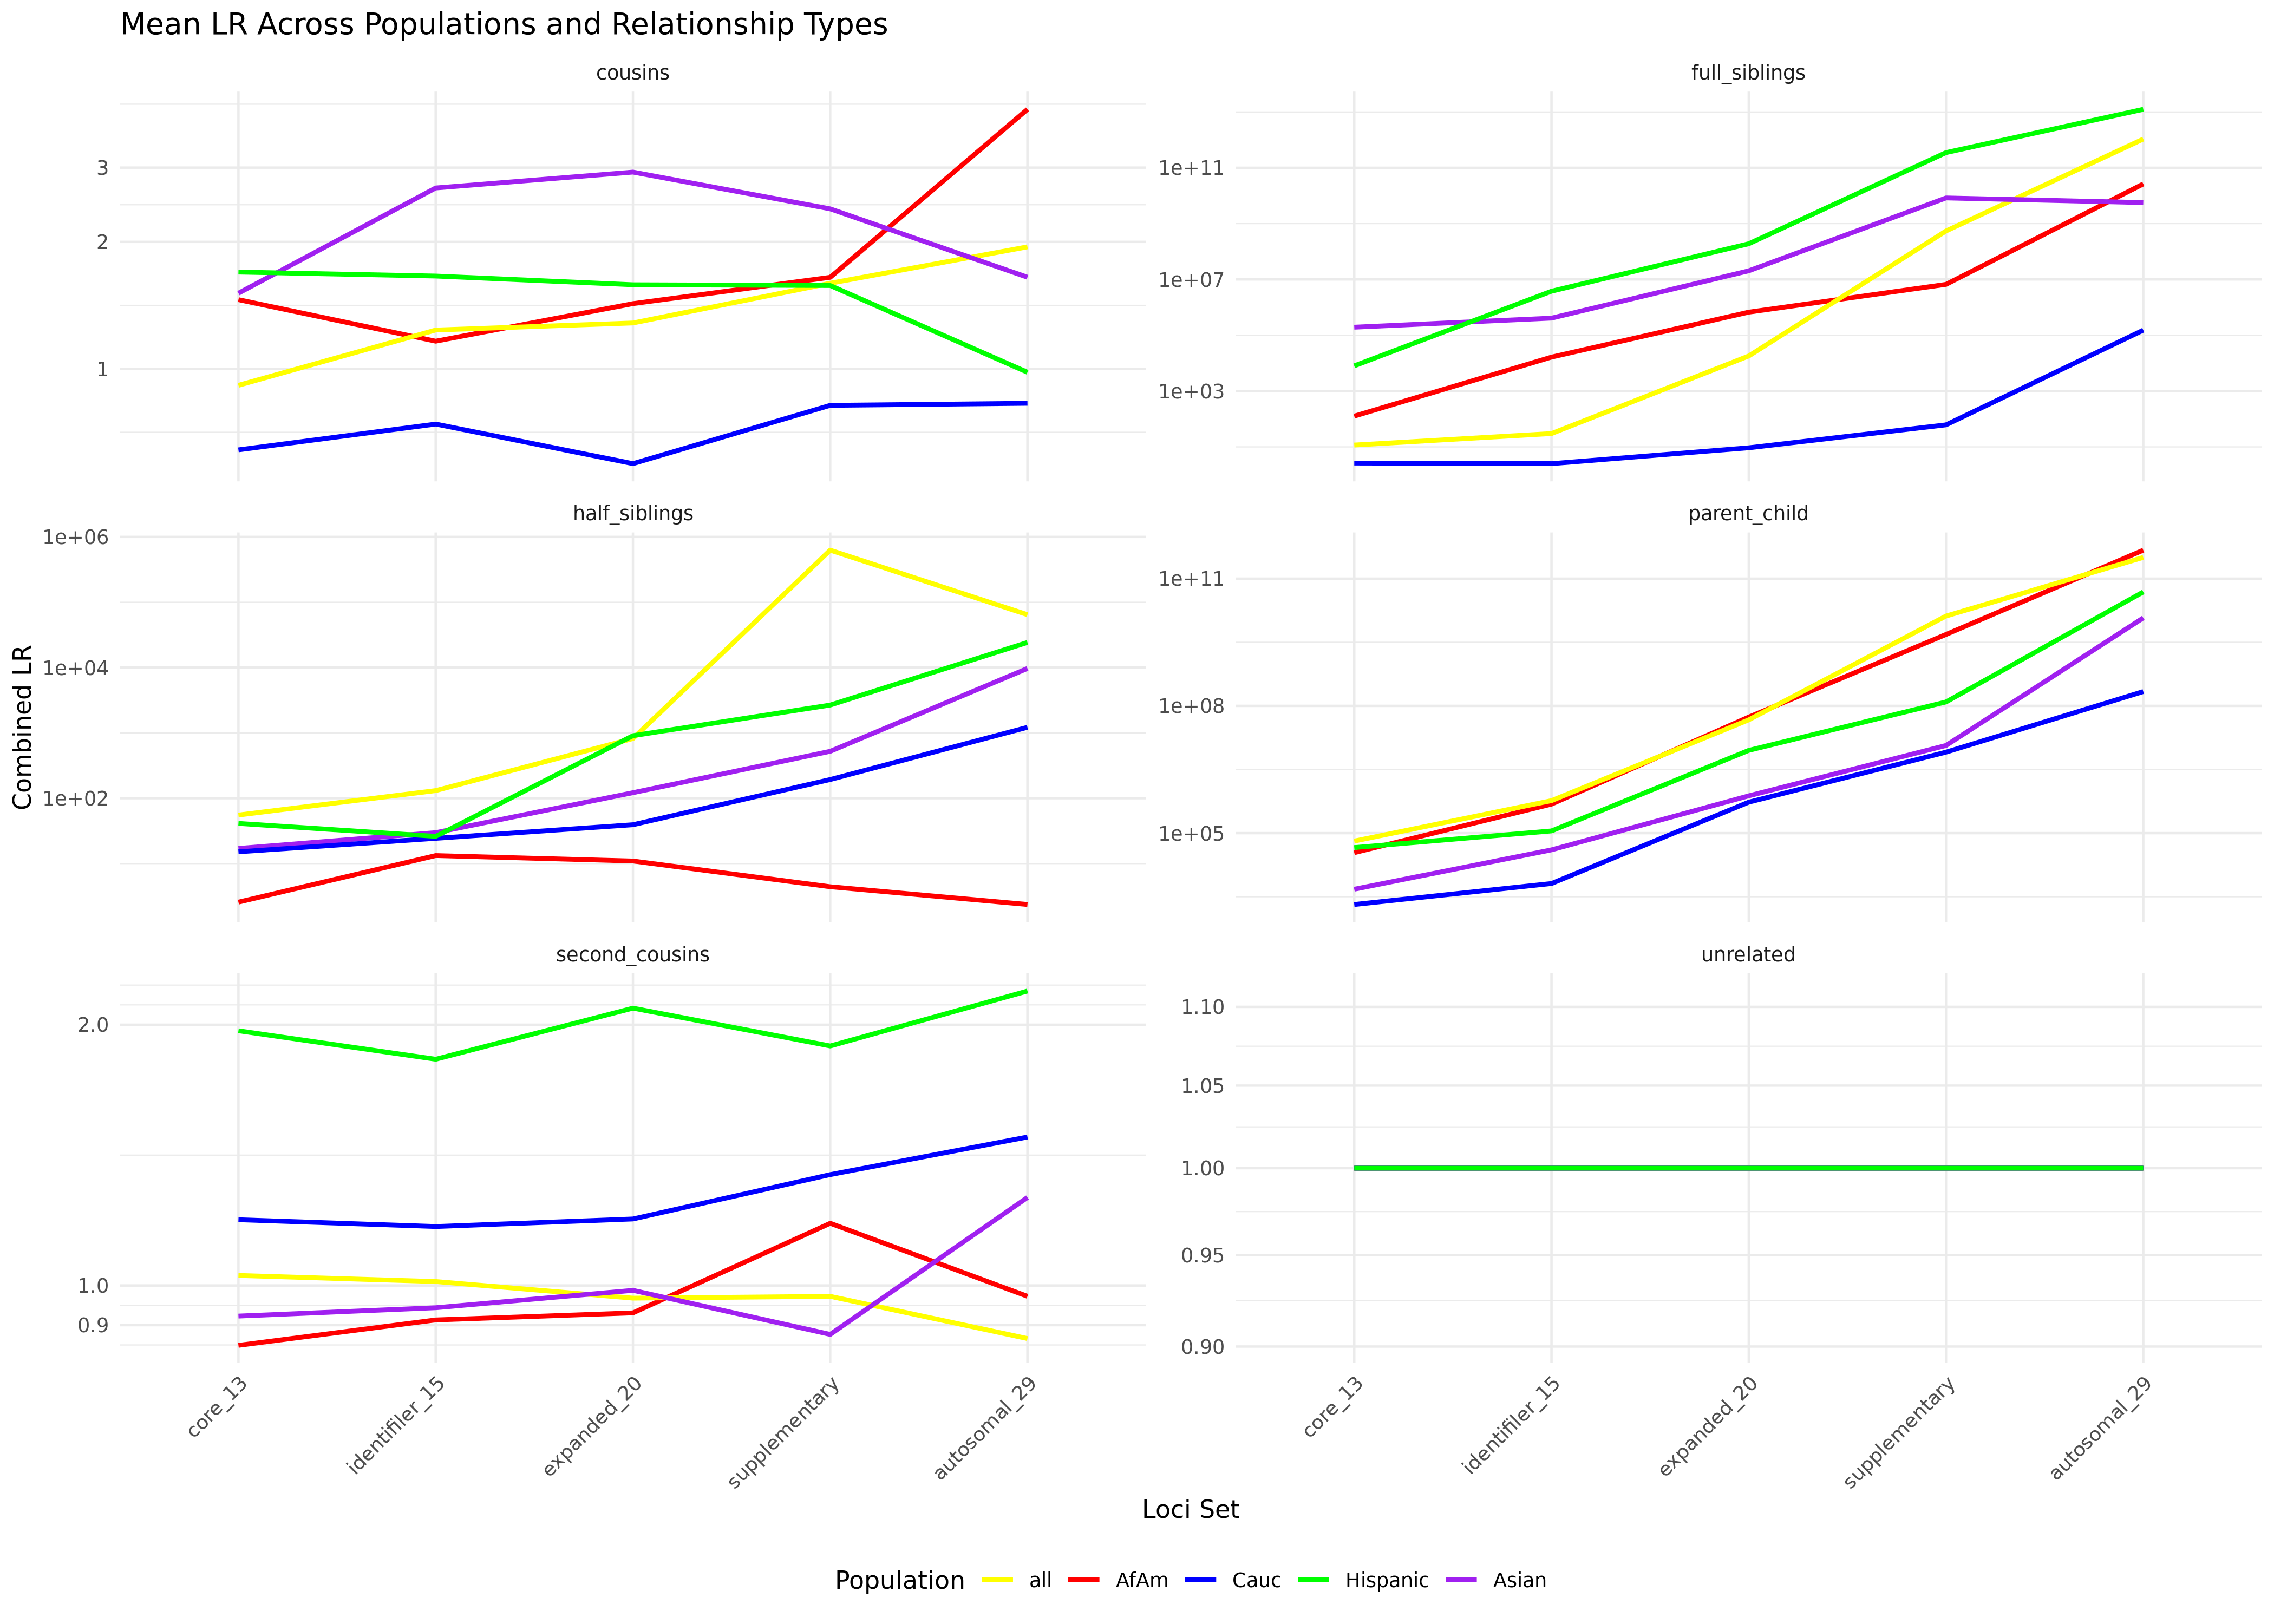 Mean LR Across Populations and Relationship Types
cousins
full_siblings
3
2
1
1e+11
1e+07
1e+03
half_siblings
parent_child
Combined LR
1e+06
1e+04
1e+02
1e+11
1e+08
1e+05
second_cousins
unrelated
2.0
1.0
0.9
1.10
1.05
1.00
0.95
0.90
core_13
identifiler_15
expanded_20
supplementary
autosomal_29
core_13
identifiler_15
expanded_20
supplementary
autosomal_29
Loci Set
Population all AfAm Cauc Hispanic Asian